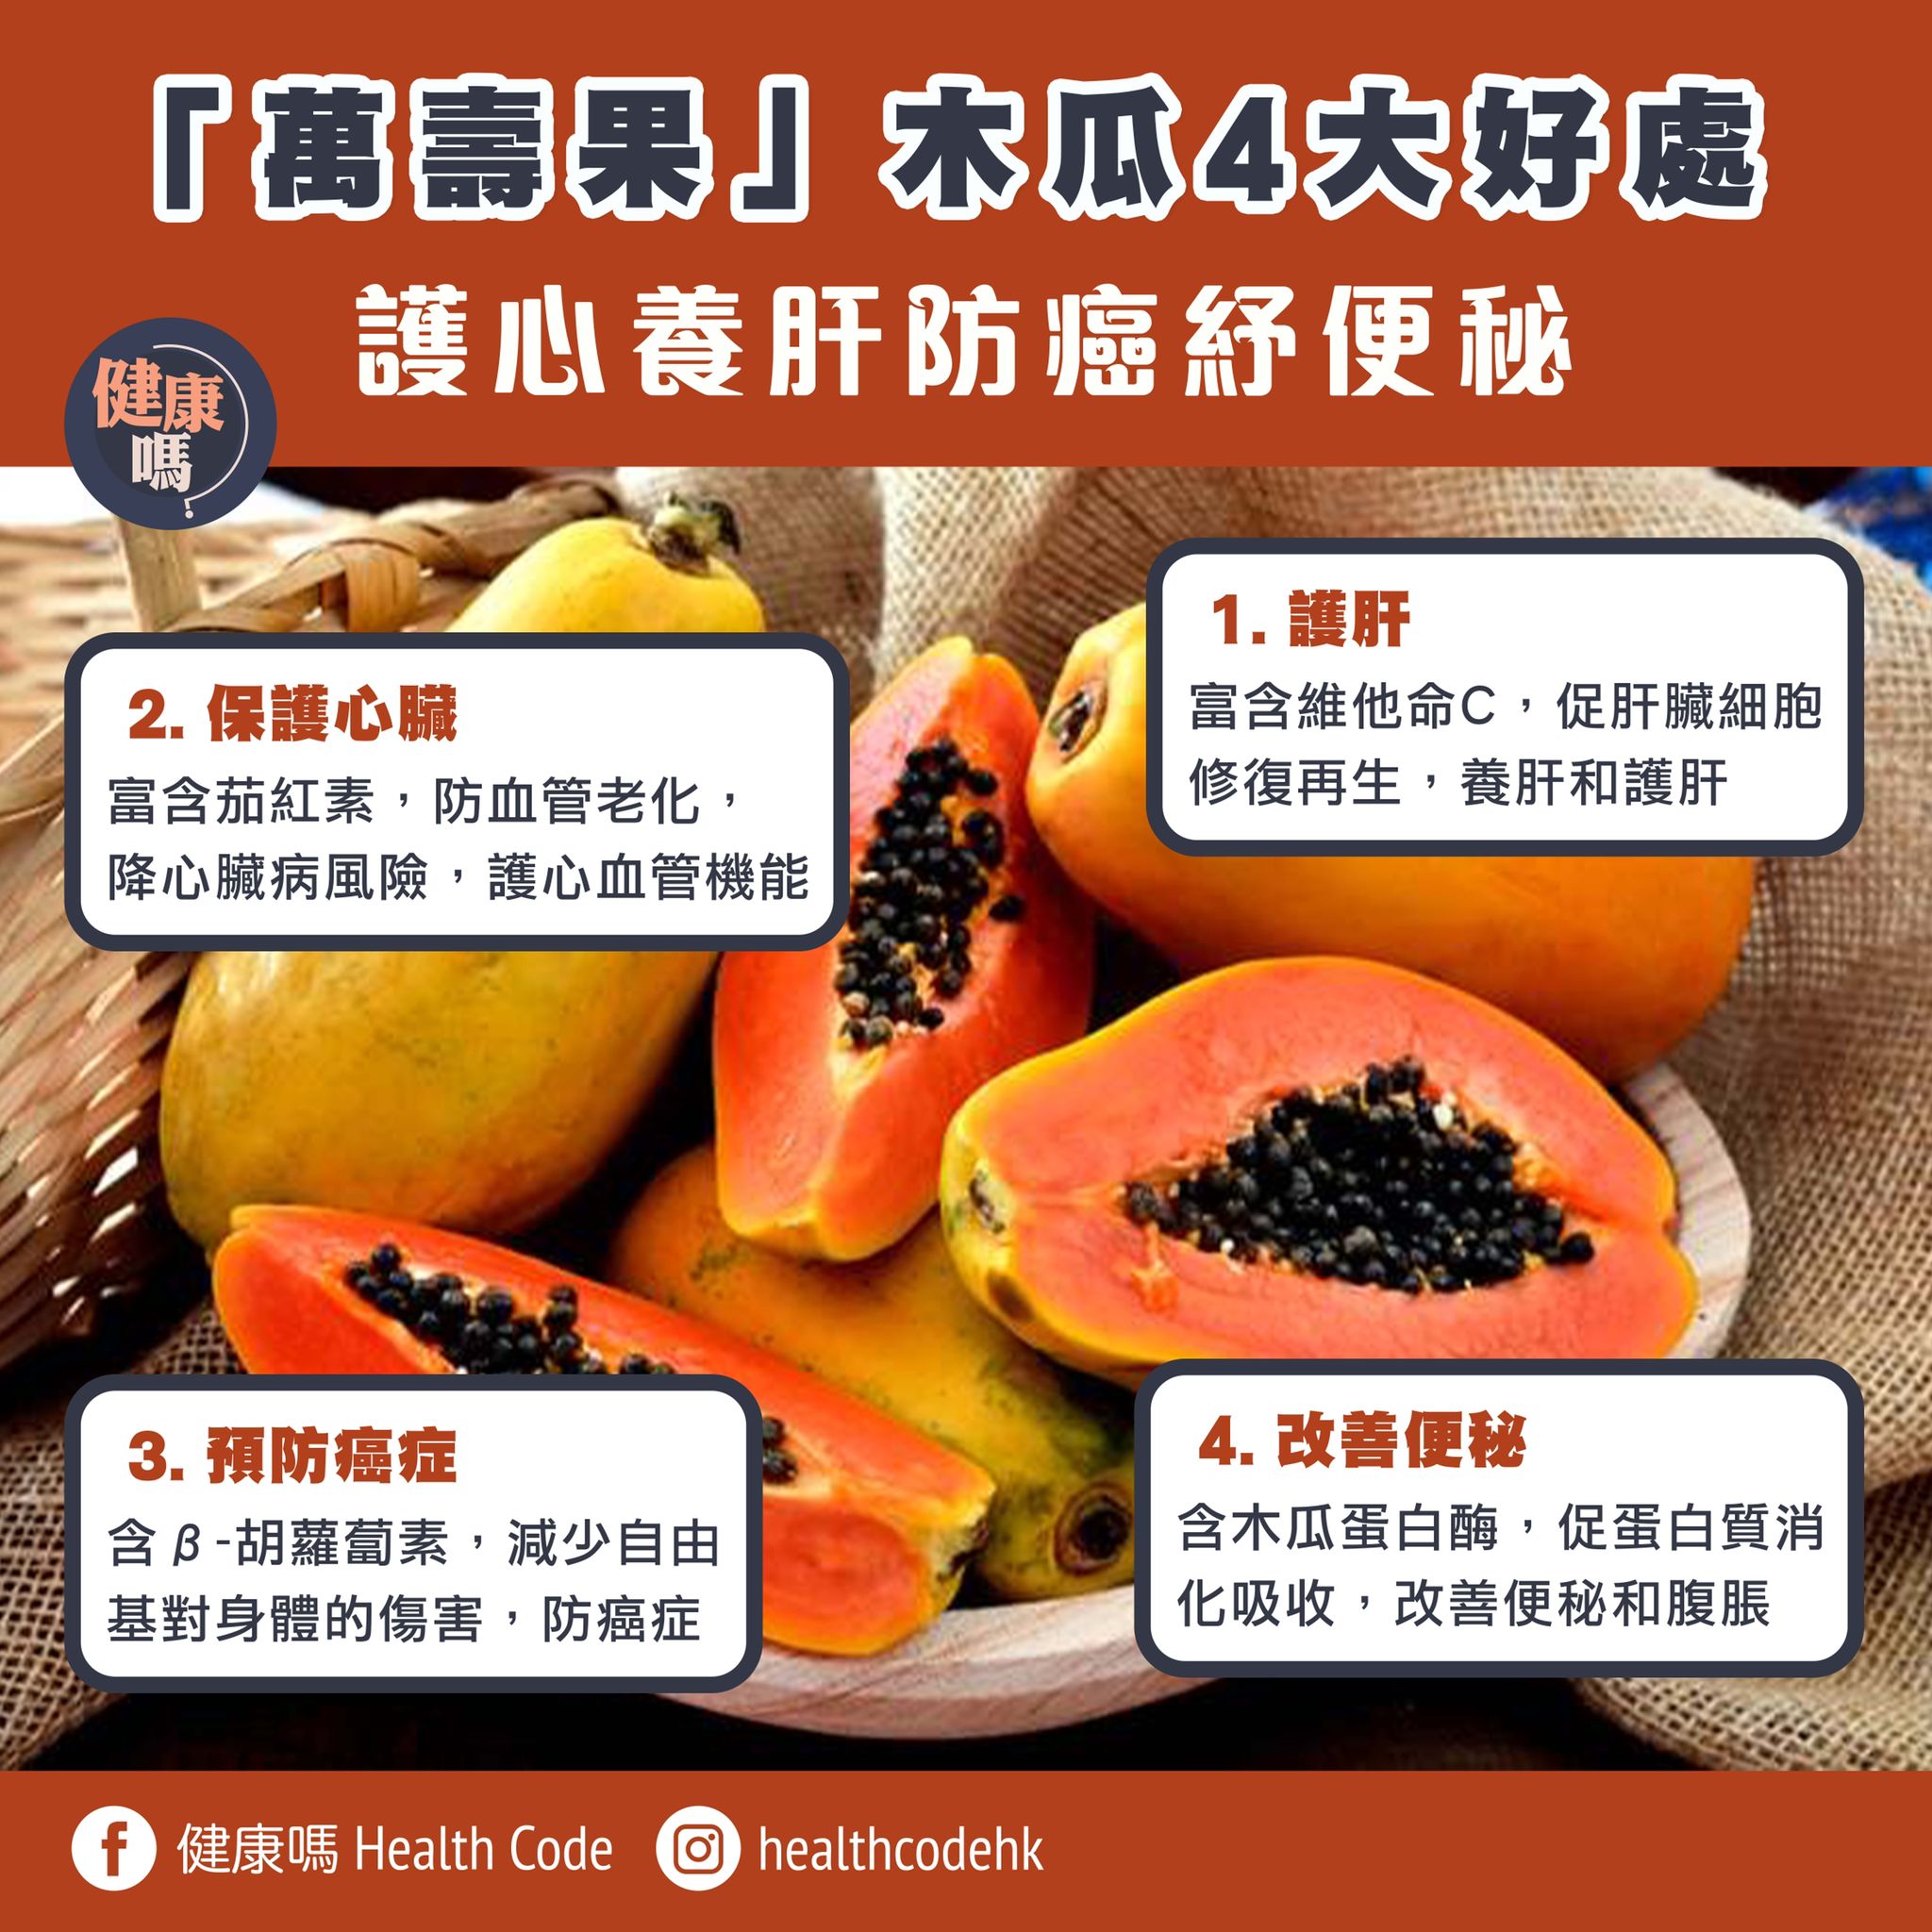 「萬壽果」木瓜4大好處
護心養肝防癌紓便秘
健康
嗎?
1. 護肝
富含維他命C，促肝臟細胞
修復再生，養肝和護肝
2. 保護心臟
富含茄紅素，防血管老化，
降心臟病風險，護心血管機能
3. 預防癌症
含β-胡蘿蔔素，減少自由
基對身體的傷害，防癌症
4. 改善便秘
含木瓜蛋白酶，促蛋白質消
化吸收，改善便秘和腹脹
健康嗎 Health Code
healthcodehk